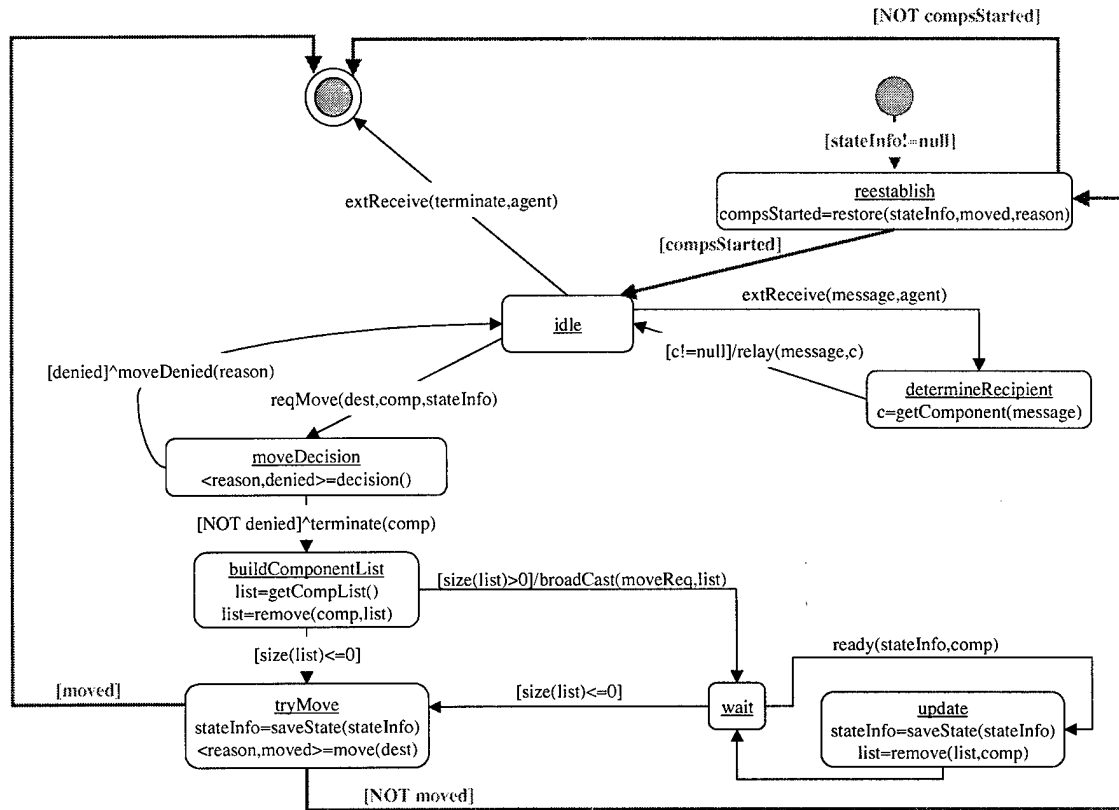 [NOT compsStarted]
[stateInfo!=null]
reestablish
compsStarted=restore(stateInfo,moved,reason)
extReceive(terminate,agent)
[compsStarted]
extReceive(message,agent)
idle
[c!=null]/relay(message,c)
[denied]^moveDenied(reason)
determineRecipient
c=getComponent(message)
reqMove(dest,comp,stateInfo)
moveDecision
<reason,denied>=decision()
[NOT denied]^terminate(comp)
buildComponentList
list=getCompList()
list=remove(comp,list)
[size(list)>0]/broadCast(moveReq,list)
ready(stateInfo,comp)
[size(list)<=0]
[moved]
[size(list)<=0]
tryMove
stateInfo=saveState(stateInfo)
<reason,moved>=move(dest)
wait
update
stateInfo=saveState(stateInfo)
list=remove(list,comp)
[NOT moved]